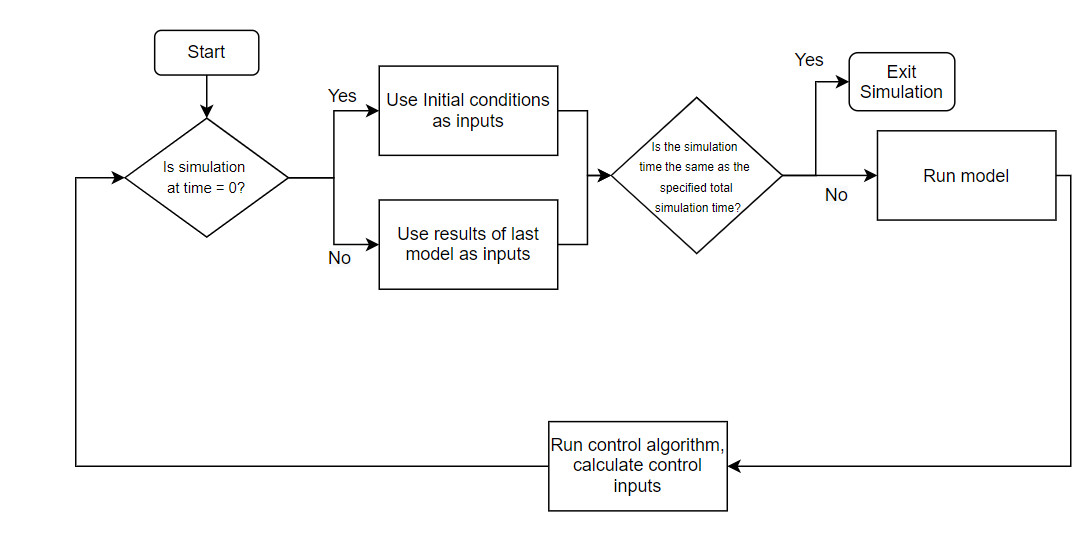 Start
Is simulation
at time = 0?
Yes
Use Initial conditions
as inputs
No
Use results of last
model as inputs
Is the simulation
time the same as the
specified total
simulation time?
Yes
Exit
Simulation
No
Run model
Run control algorithm,
calculate control
inputs